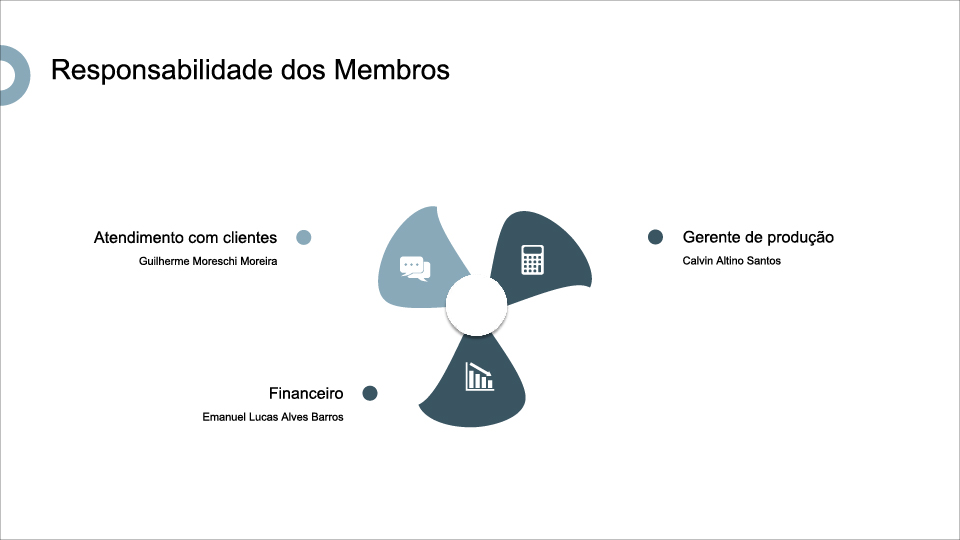 Responsabilidade dos Membros
Atendimento com clientes
Guilherme Moreschi Moreira
Gerente de produção
Calvin Altino Santos
Financeiro
Emanuel Lucas Alves Barros